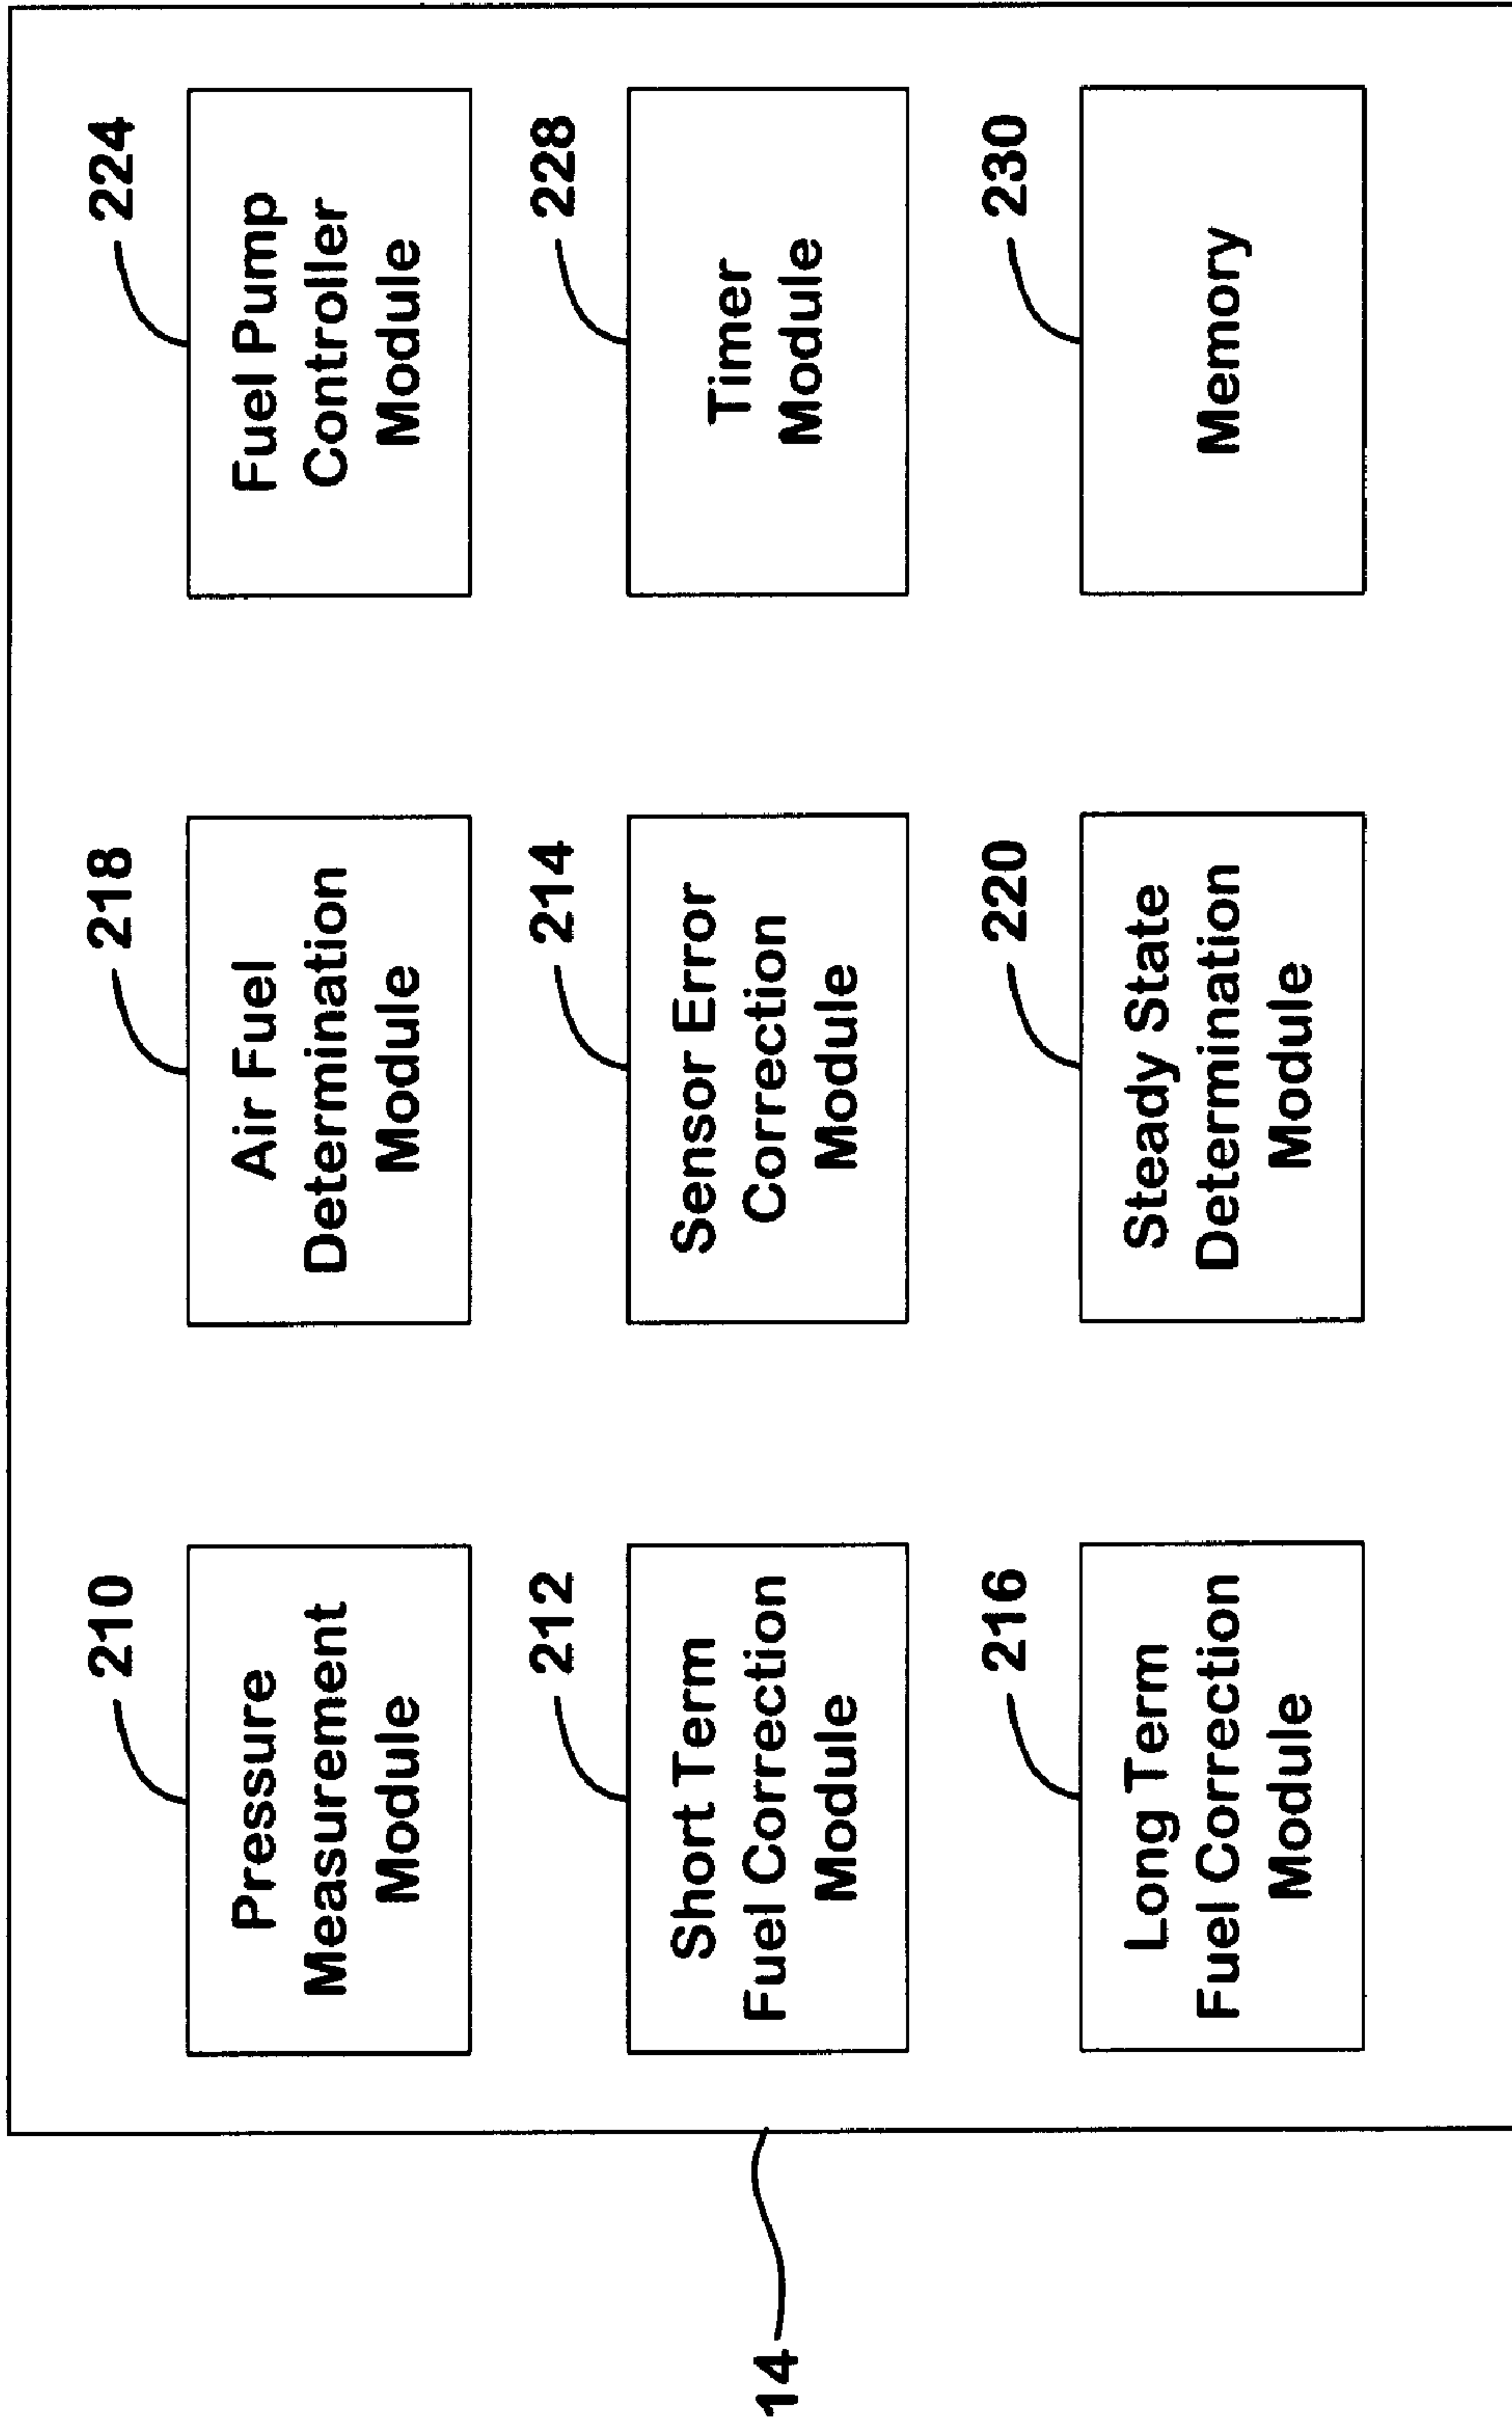 210
Pressure
Measurement
Module
218
Air Fuel
Determination
Module
224
Fuel Pump
Controller
Module
212
Short Term
Fuel Correction
Module
214
Sensor Error
Correction
Module
228
Timer
Module
216
Long Term
Fuel Correction
Module
220
Steady State
Determination
Module
230
Memory
14